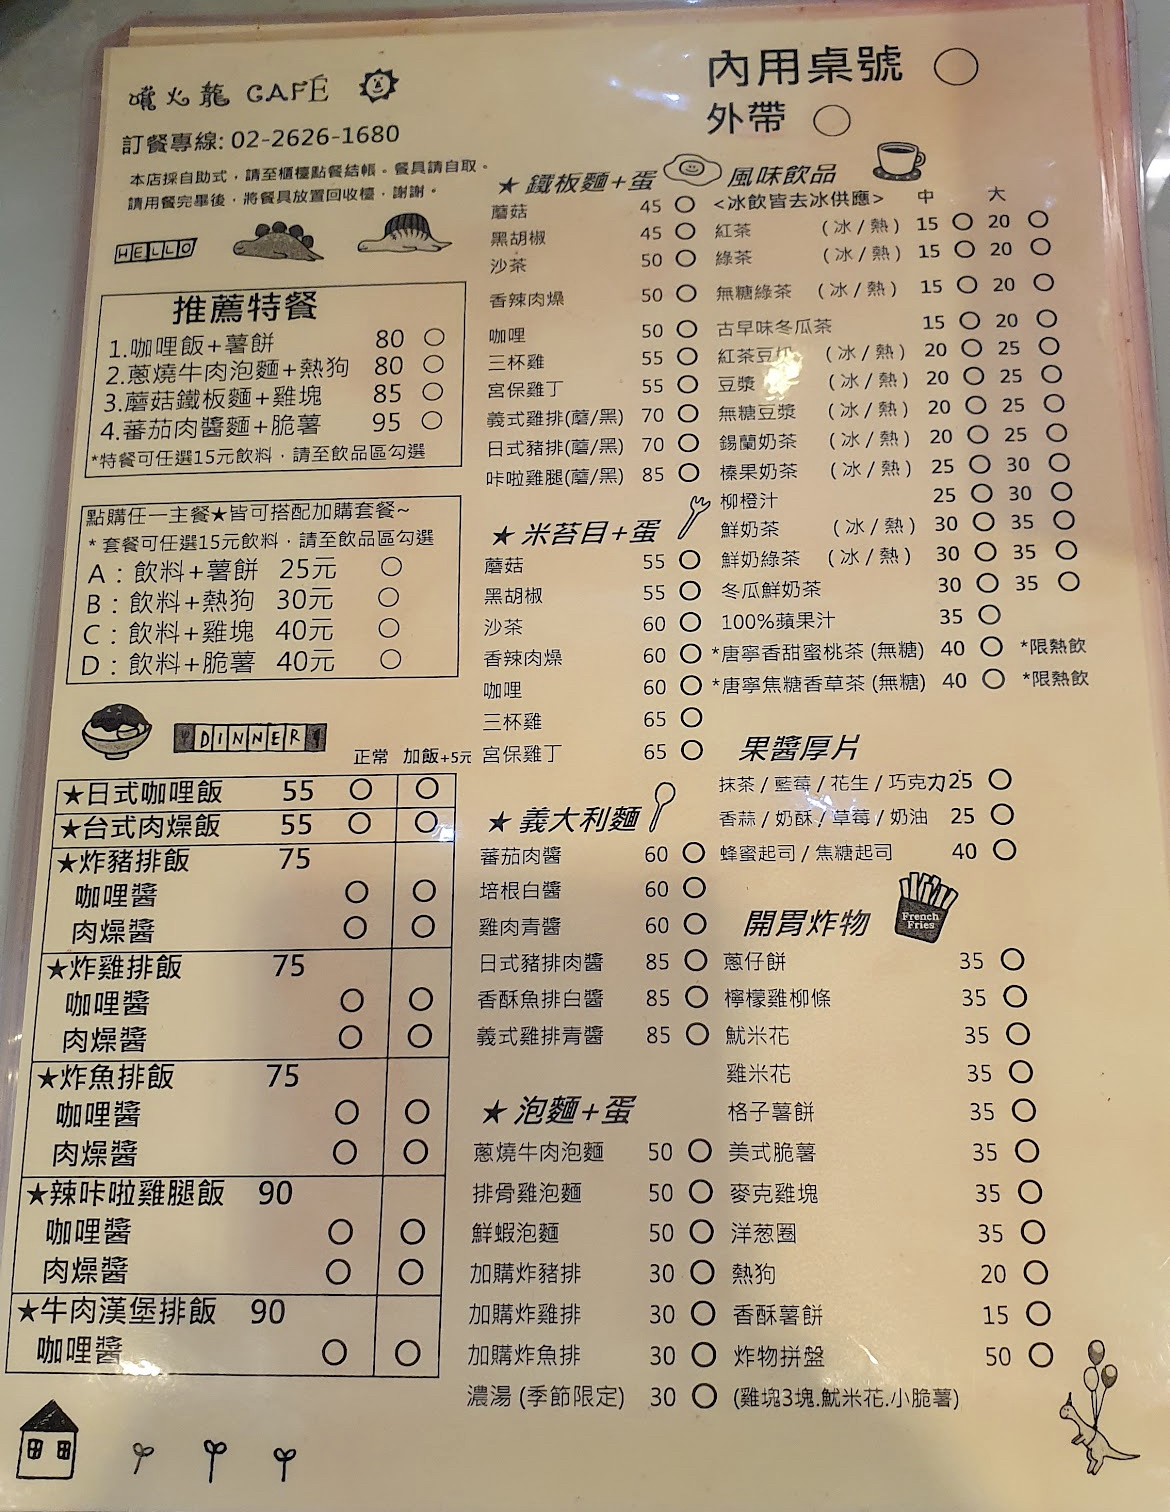 噴火龍 CAFÉ
訂餐專線: 02-2626-1680
本店採自助式，請至櫃檯點餐結帳。餐具請自取。
請用餐完畢後，將餐具放置回收檯，謝謝。
HELLO
內用桌號 ○
外帶 ○
推薦特餐
1.咖哩飯+薯餅 80 ○
2.蔥燒牛肉泡麵+熱狗 80 ○
3.蘑菇鐵板麵+雞塊 85 ○
4.蕃茄肉醬麵+脆薯 95 ○
*特餐可任選15元飲料，請至飲品區勾選
點購任一主餐★皆可搭配加購套餐~
* 套餐可任選15元飲料，請至飲品區勾選
A：飲料+薯餅 25元 ○
B：飲料+熱狗 30元 ○
C：飲料+雞塊 40元 ○
D：飲料+脆薯 40元 ○
DINNER
正常 加飯+5元
★日式咖哩飯 55 ○ ○
★台式肉燥飯 55 ○ ○
★炸豬排飯 75
咖哩醬 ○ ○
肉燥醬 ○ ○
★炸雞排飯 75
咖哩醬 ○ ○
肉燥醬 ○ ○
★炸魚排飯 75
咖哩醬 ○ ○
肉燥醬 ○ ○
★辣咔啦雞腿飯 90
咖哩醬 ○ ○
肉燥醬 ○ ○
★牛肉漢堡排飯 90
咖哩醬 ○ ○
★ 鐵板麵+蛋
蘑菇 45 ○
黑胡椒 45 ○
沙茶 50 ○
香辣肉燥 50 ○
咖哩 50 ○
三杯雞 55 ○
宮保雞丁 55 ○
義式雞排(蘑/黑) 70 ○
日式豬排(蘑/黑) 70 ○
咔啦雞腿(蘑/黑) 85 ○
★ 米苔目+蛋
蘑菇 55 ○
黑胡椒 55 ○
沙茶 60 ○
香辣肉燥 60 ○
咖哩 60 ○
三杯雞 65 ○
宮保雞丁 65 ○
★ 義大利麵
蕃茄肉醬 60 ○
培根白醬 60 ○
雞肉青醬 60 ○
日式豬排肉醬 85 ○
香酥魚排白醬 85 ○
義式雞排青醬 85 ○
★ 泡麵+蛋
蔥燒牛肉泡麵 50 ○
排骨雞泡麵 50 ○
鮮蝦泡麵 50 ○
加購炸豬排 30 ○
加購炸雞排 30 ○
加購炸魚排 30 ○
濃湯 (季節限定) 30 ○
風味飲品
<冰飲皆去冰供應> 中 大
紅茶 (冰/熱) 15 ○ 20 ○
綠茶 (冰/熱) 15 ○ 20 ○
無糖綠茶 (冰/熱) 15 ○ 20 ○
古早味冬瓜茶 15 ○ 20 ○
紅茶豆 (冰/熱) 20 ○ 25 ○
豆漿 (冰/熱) 20 ○ 25 ○
無糖豆漿 (冰/熱) 20 ○ 25 ○
錫蘭奶茶 (冰/熱) 20 ○ 25 ○
榛果奶茶 (冰/熱) 25 ○ 30 ○
柳橙汁 25 ○ 30 ○
鮮奶茶 (冰/熱) 30 ○ 35 ○
鮮奶綠茶 (冰/熱) 30 ○ 35 ○
冬瓜鮮奶茶 30 ○ 35 ○
100%蘋果汁 35 ○
*唐寧香甜蜜桃茶 (無糖) 40 ○ *限熱飲
*唐寧焦糖香草茶 (無糖) 40 ○ *限熱飲
果醬厚片
抹茶/藍莓/花生/巧克力25 ○
香蒜/奶酥/草莓/奶油 25 ○
蜂蜜起司/焦糖起司 40 ○
開胃炸物
French
Fries
蔥仔餅 35 ○
檸檬雞柳條 35 ○
魷米花 35 ○
雞米花 35 ○
格子薯餅 35 ○
美式脆薯 35 ○
麥克雞塊 35 ○
洋葱圈 35 ○
熱狗 20 ○
香酥薯餅 15 ○
炸物拼盤 50 ○
(雞塊3塊.魷米花.小脆薯)